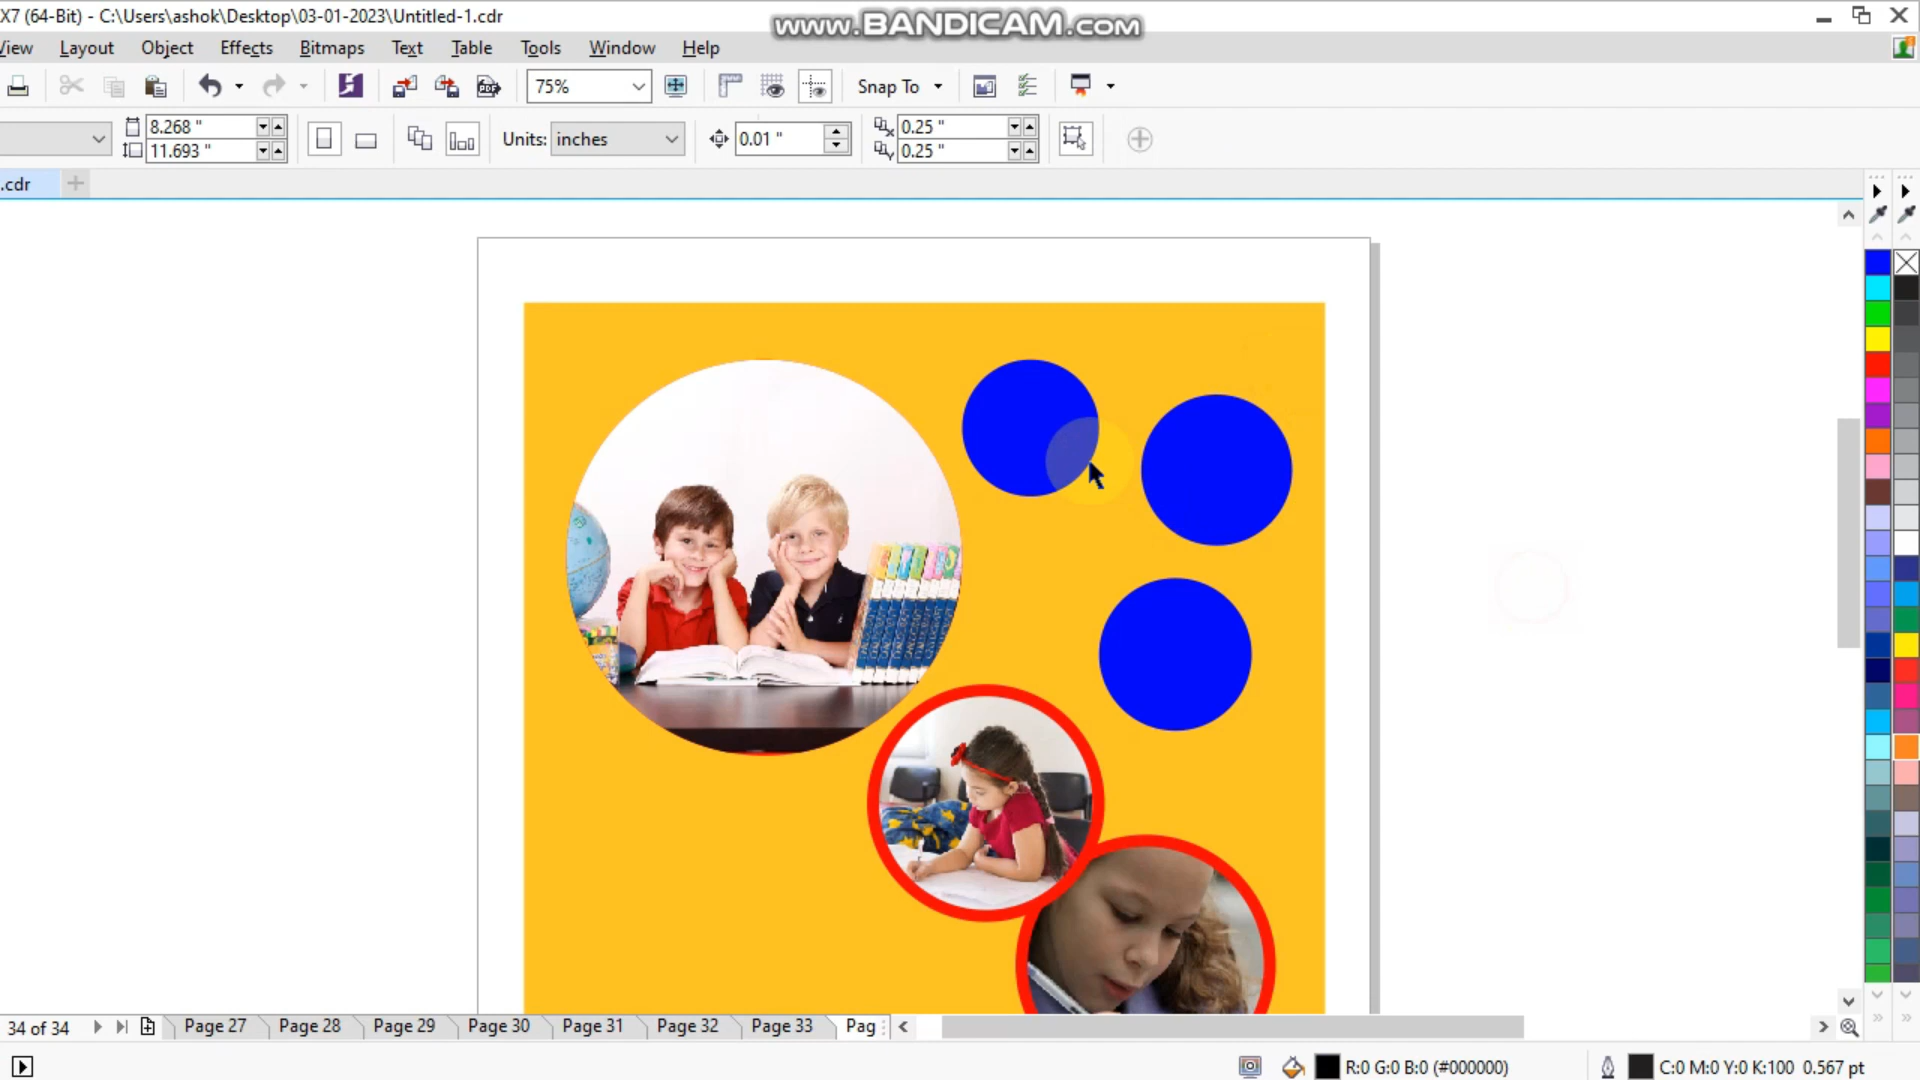 X7 (64-Bit) - C:\Users\ashok\Desktop\03-01-2023\Untitled-1.cdr
www.BANDICAM.com
View Layout Object Effects Bitmaps Text Table Tools Window Help
75% Snap To
8.268 "
11.693 "
Units: inches
0.01 "
0.25 "
0.25 "
.cdr
34 of 34 Page 27 Page 28 Page 29 Page 30 Page 31 Page 32 Page 33 Pag
R:0 G:0 B:0 (#000000) C:0 M:0 Y:0 K:100 0.567 pt